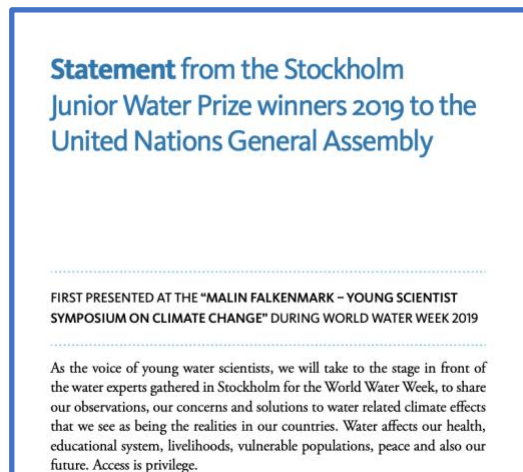 Statement from the Stockholm
Junior Water Prize winners 2019 to the
United Nations General Assembly
FIRST PRESENTED AT THE “MALIN FALKENMARK – YOUNG SCIENTIST
SYMPOSIUM ON CLIMATE CHANGE” DURING WORLD WATER WEEK 2019
As the voice of young water scientists, we will take to the stage in front of
the water experts gathered in Stockholm for the World Water Week, to share
our observations, our concerns and solutions to water related climate effects
that we see as being the realities in our countries. Water affects our health,
educational system, livelihoods, vulnerable populations, peace and also our
future. Access is privilege.